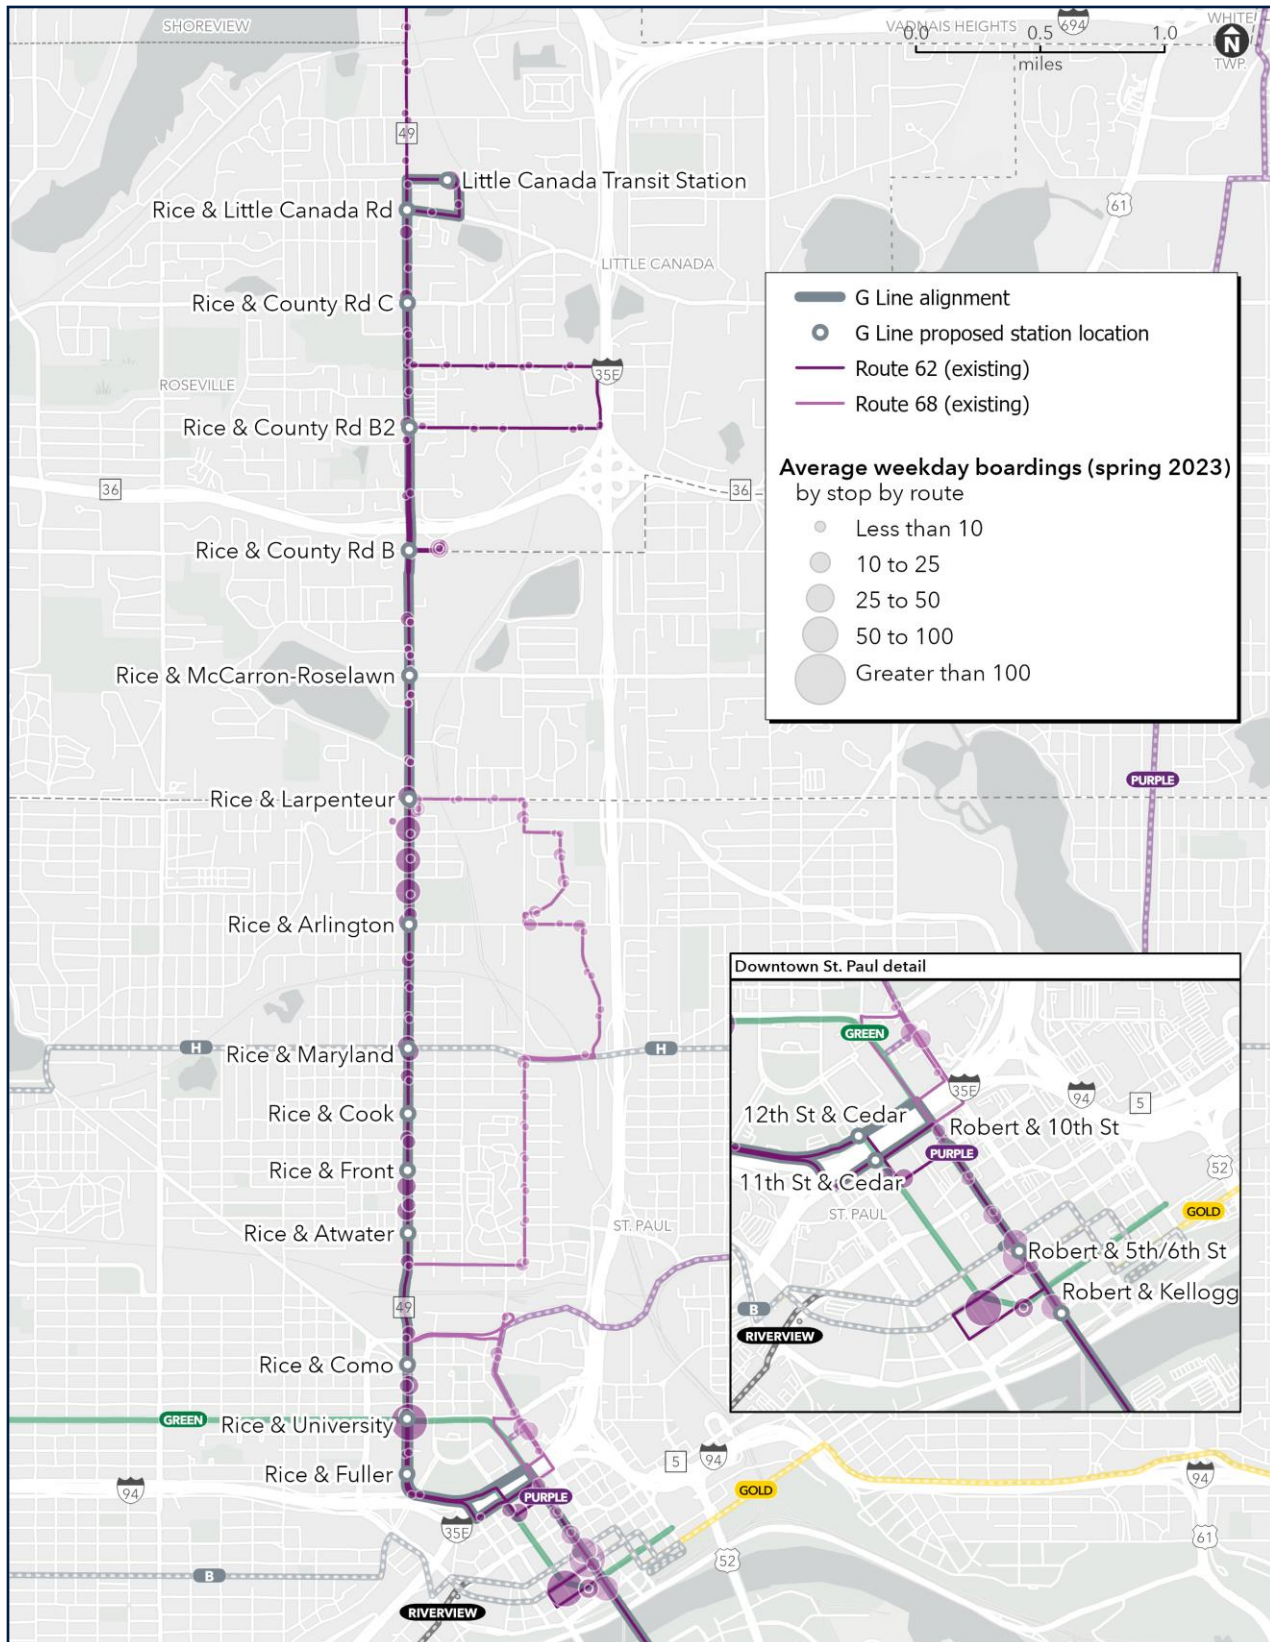 SHOREVIEW
VADNAIS HEIGHTS
694
WHITE
TWP.
N
0.0 0.5 1.0
miles
49
Little Canada Transit Station
Rice & Little Canada Rd
61
LITTLE CANADA
Rice & County Rd C
35E
ROSEVILLE
Rice & County Rd B2
36
36
Rice & County Rd B
Rice & McCarron-Roselawn
G Line alignment
G Line proposed station location
Route 62 (existing)
Route 68 (existing)
Average weekday boardings (spring 2023)
by stop by route
Less than 10
10 to 25
25 to 50
50 to 100
Greater than 100
PURPLE
Rice & Larpenteur
Rice & Arlington
H
Rice & Maryland
H
Rice & Cook
Rice & Front
Rice & Atwater
ST. PAUL
49
Rice & Como
GREEN
Rice & University
Rice & Fuller
94
35E
PURPLE
5
94
GOLD
94
61
52
B
RIVERVIEW
Downtown St. Paul detail
GREEN
35E
94
5
12th St & Cedar
Robert & 10th St
PURPLE
11th St & Cedar
52
ST. PAUL
GOLD
Robert & 5th/6th St
Robert & Kellogg
B
RIVERVIEW